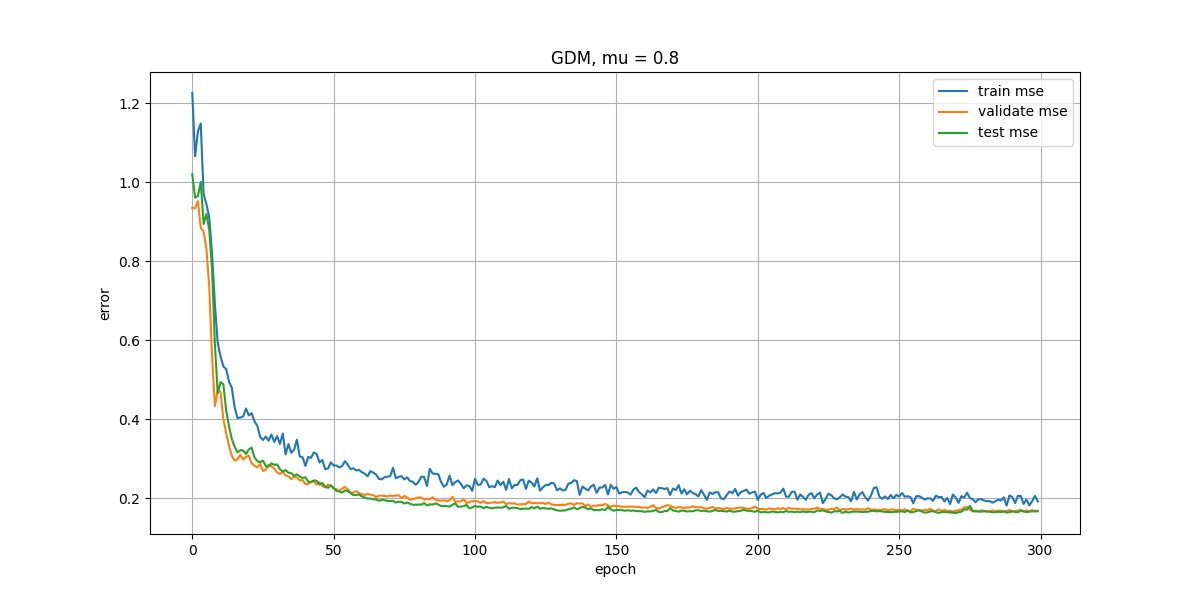 GDM, mu = 0.8
train mse
validate mse
test mse
error
1.2
1.0
0.8
0.6
0.4
0.2
0 50 100 150 200 250 300
epoch